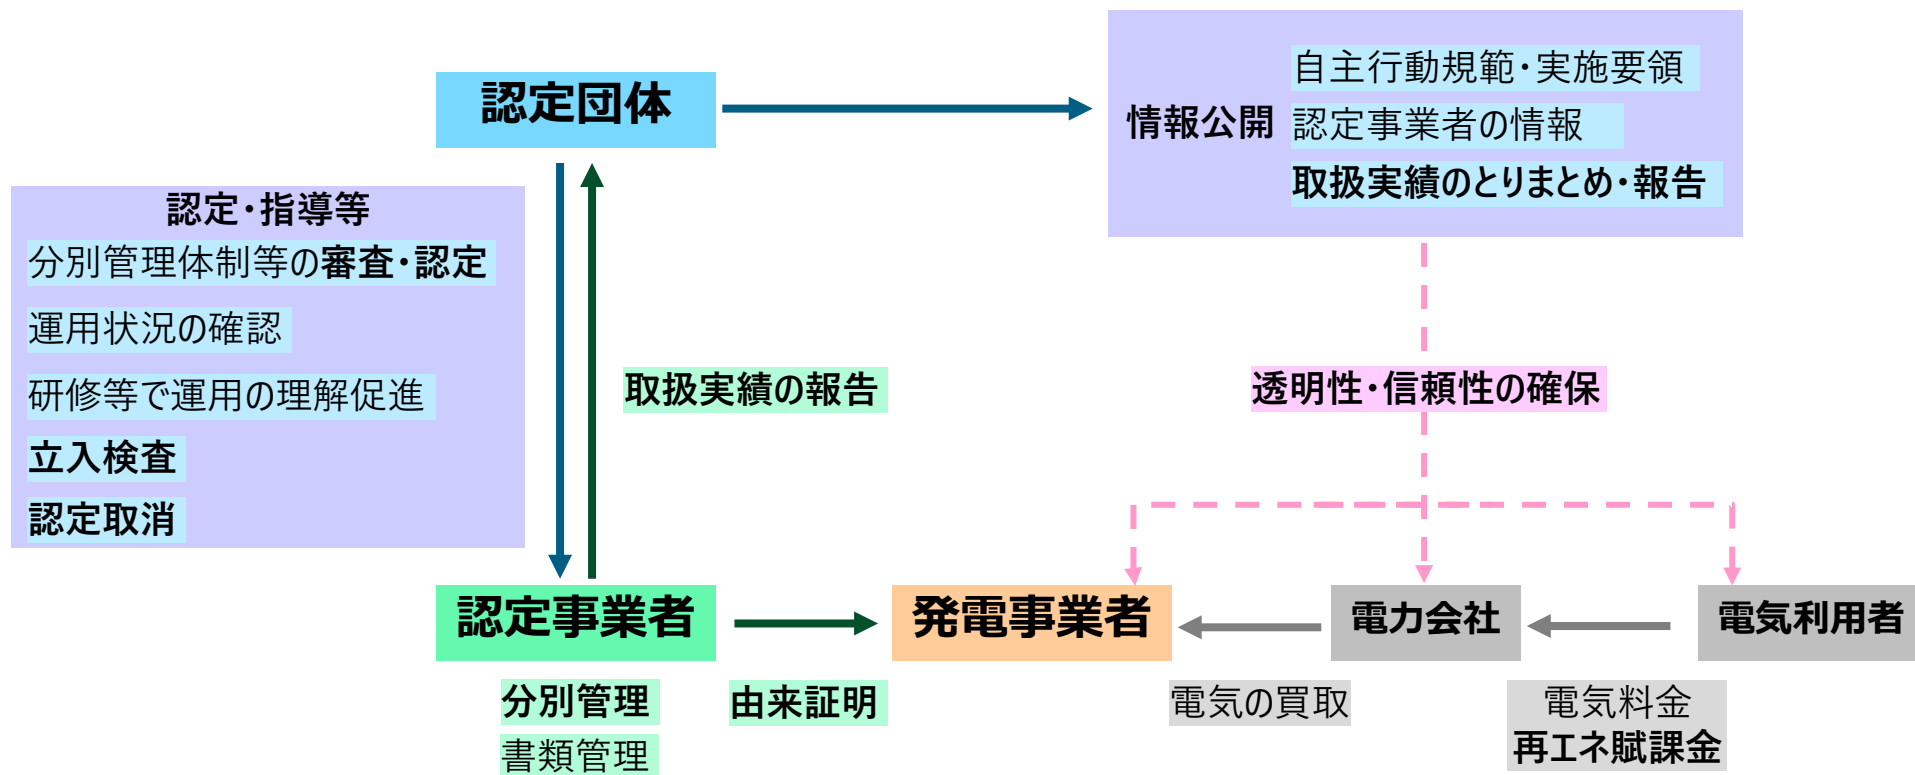 認定団体
情報公開
自主行動規範・実施要領
認定事業者の情報
取扱実績のとりまとめ・報告
認定・指導等
分別管理体制等の審査・認定
運用状況の確認
研修等で運用の理解促進
立入検査
認定取消
取扱実績の報告
透明性・信頼性の確保
認定事業者
発電事業者
電力会社
電気利用者
分別管理
書類管理
由来証明
電気の買取
電気料金
再エネ賦課金